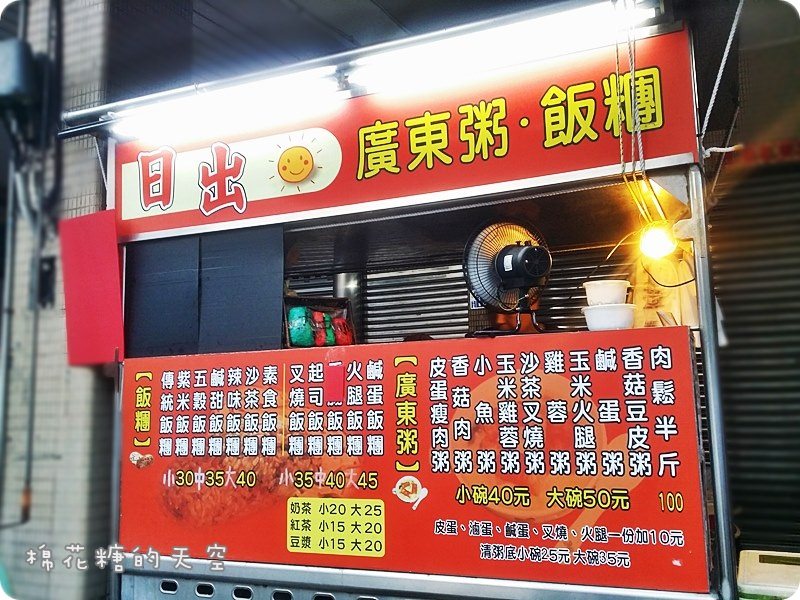 日出 廣東粥·飯糰
【飯糰】
傳統飯糰
紫米飯糰
五穀飯糰
鹹甜飯糰
辣味飯糰
沙茶飯糰
素食飯糰
小30中35大40
叉燒飯糰
起司飯糰
飯糰
火腿飯糰
鹹蛋飯糰
小35中40大45
奶茶 小20 大25
紅茶 小15 大20
豆漿 小15 大20
【廣東粥】
皮蛋瘦肉粥
香菇肉粥
小魚粥
玉米雞蓉粥
沙茶叉燒粥
雞蓉粥
玉米火腿粥
鹹蛋粥
香菇豆皮粥
肉鬆半斤
100
小碗40元 大碗50元
皮蛋、滷蛋、鹹蛋、叉燒、火腿一份加10元
清粥底小碗25元 大碗35元
棉花糖的天空